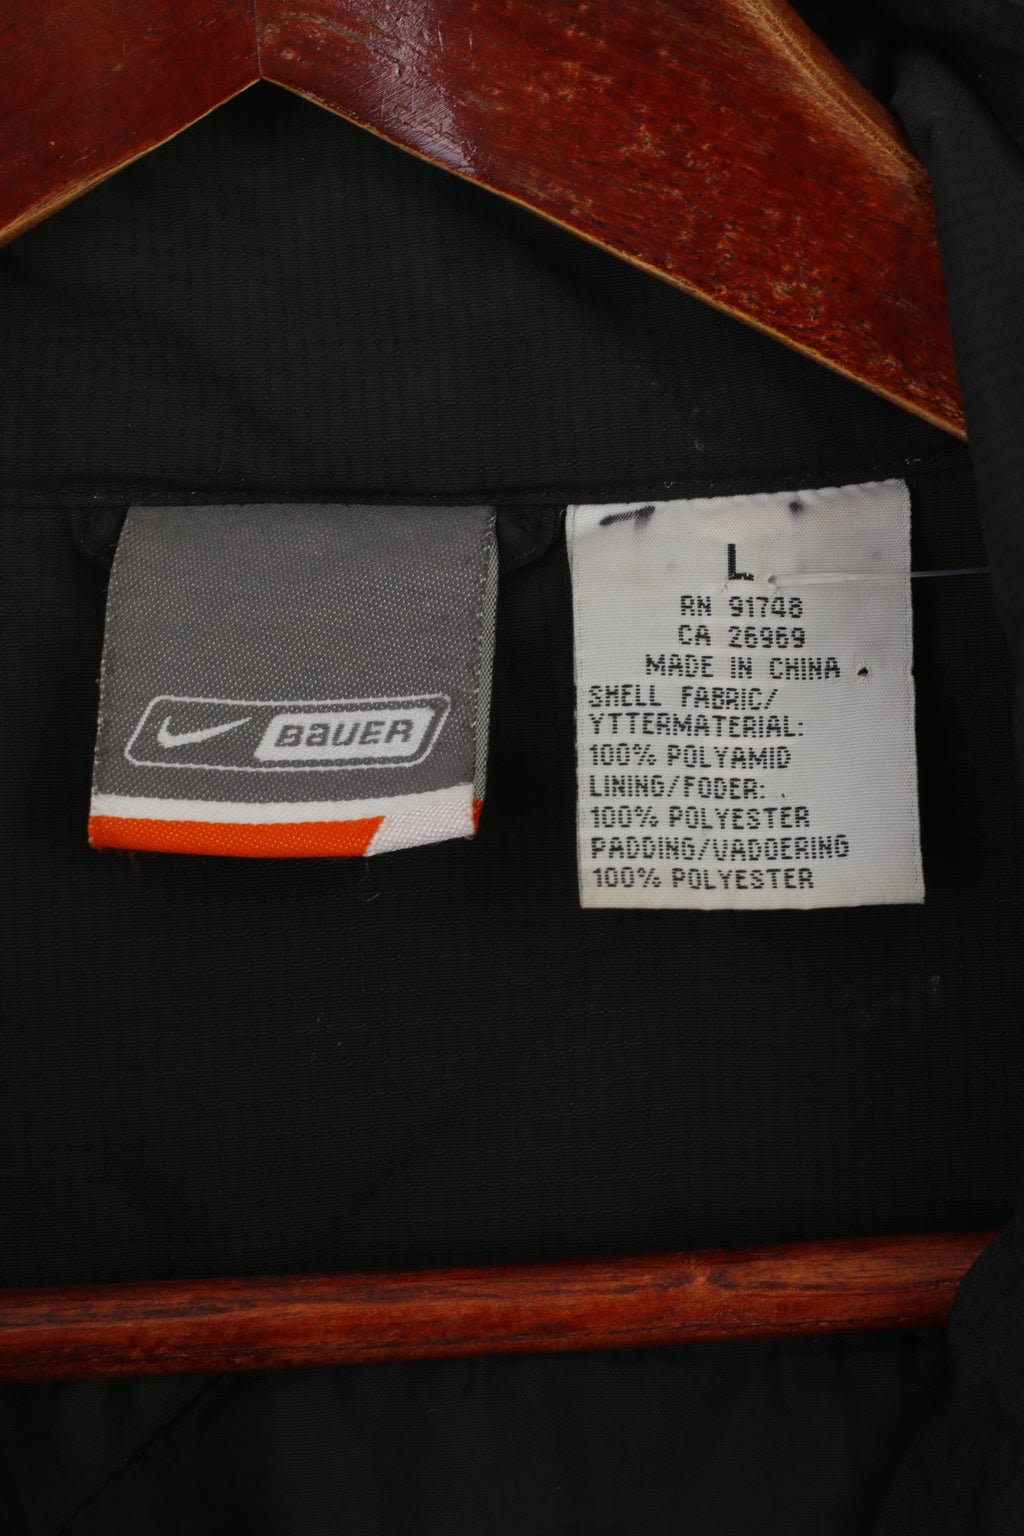 BAUER
L
RN 91748
CA 26969
MADE IN CHINA
SHELL FABRIC/
YTTERMATERIAL:
100% POLYAMID
LINING/FODER:
100% POLYESTER
PADDING/VADOERING
100% POLYESTER